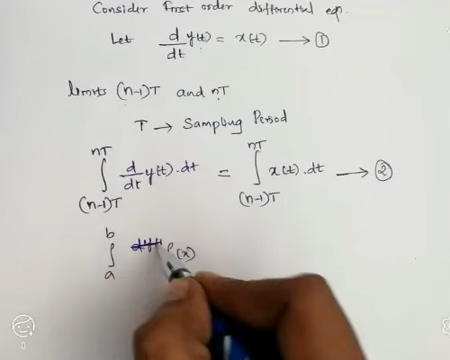 Consider First order differential eqn.
Let d/dt y(t) = x(t) → ①
limits (n-1)T and nT
T → Sampling Period
∫_{(n-1)T}^{nT} d/dt y(t).dt = ∫_{(n-1)T}^{nT} x(t).dt → ②
∫_a^b (x)